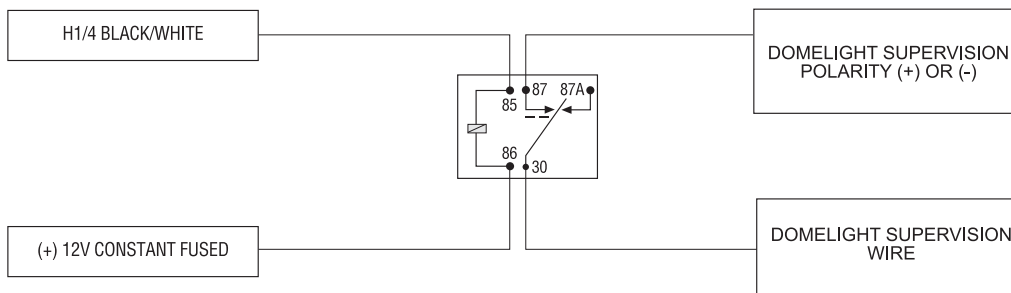 H1/4 BLACK/WHITE
DOMELIGHT SUPERVISION
POLARITY (+) OR (-)
87
87A
85
86
30
(+) 12V CONSTANT FUSED
DOMELIGHT SUPERVISION
WIRE